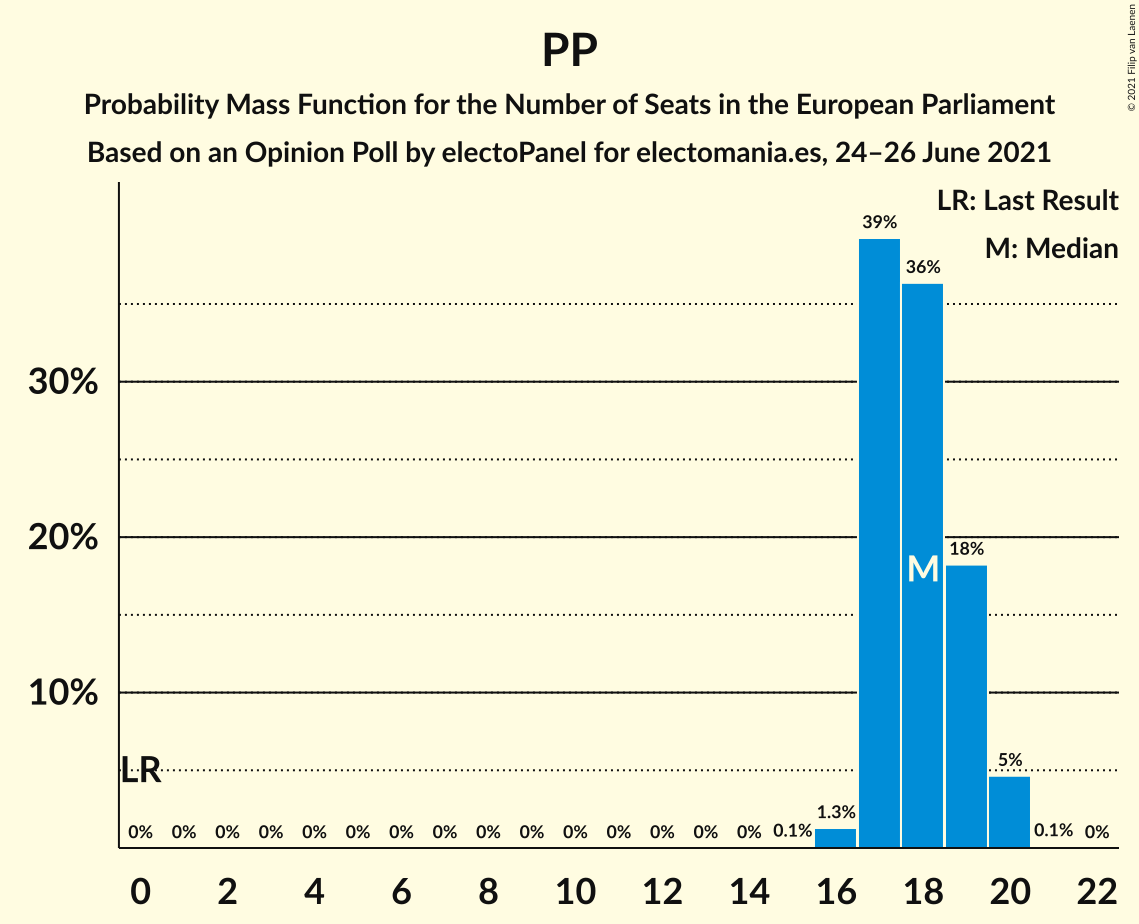 PP
Probability Mass Function for the Number of Seats in the European Parliament
Based on an Opinion Poll by electoPanel for electomania.es, 24–26 June 2021
© 2021 Filip van Laenen
LR: Last Result
M: Median
39%
36%
30%
20%
18%
M
10%
LR
5%
1.3%
0% 0% 0% 0% 0% 0% 0% 0% 0% 0% 0% 0% 0% 0% 0% 0.1% 0.1% 0%
0 2 4 6 8 10 12 14 16 18 20 22